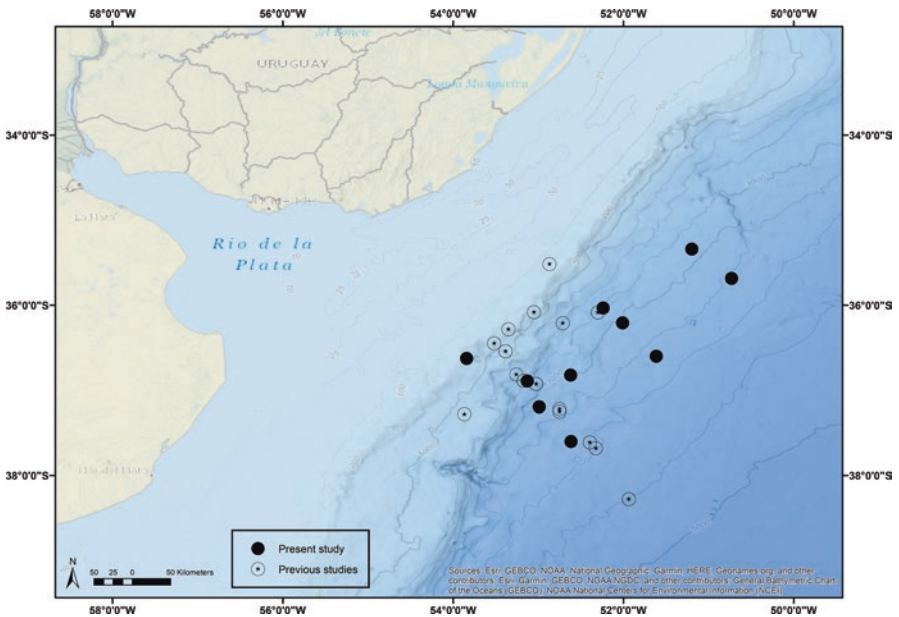 58°0'0"W 56°0'0"W 54°0'0"W 52°0'0"W 50°0'0"W
URUGUAY
34°0'0"S 34°0'0"S
Rio de la
Plata
36°0'0"S 36°0'0"S
38°0'0"S 38°0'0"S
Present study
Previous studies
N
50 25 0 50 Kilometers
Sources: Esri, GEBCO, NOAA, National Geographic, Garmin, HERE, Geonames.org, and other
contributors, Esri, Garmin, GEBCO, NOAA NGDC, and other contributors, General Bathymetric Chart
of the Oceans (GEBCO), NOAA National Centers for Environmental Information (NCEI)
58°0'0"W 56°0'0"W 54°0'0"W 52°0'0"W 50°0'0"W